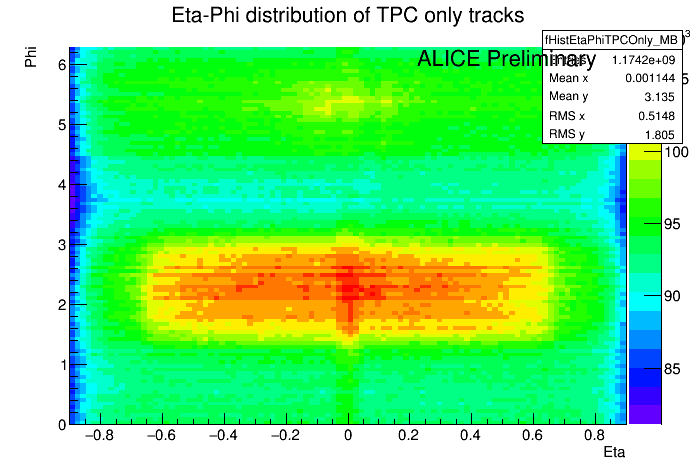 Eta-Phi distribution of TPC only tracks
fHistEtaPhiTPCOnly_MB
1.1742e+09
Mean x 0.001144
Mean y 3.135
RMS x 0.5148
RMS y 1.805
ALICE Preliminary
Phi
6
5
4
3
2
1
0
100
95
90
85
−0.8 −0.6 −0.4 −0.2 0 0.2 0.4 0.6 0.8
Eta